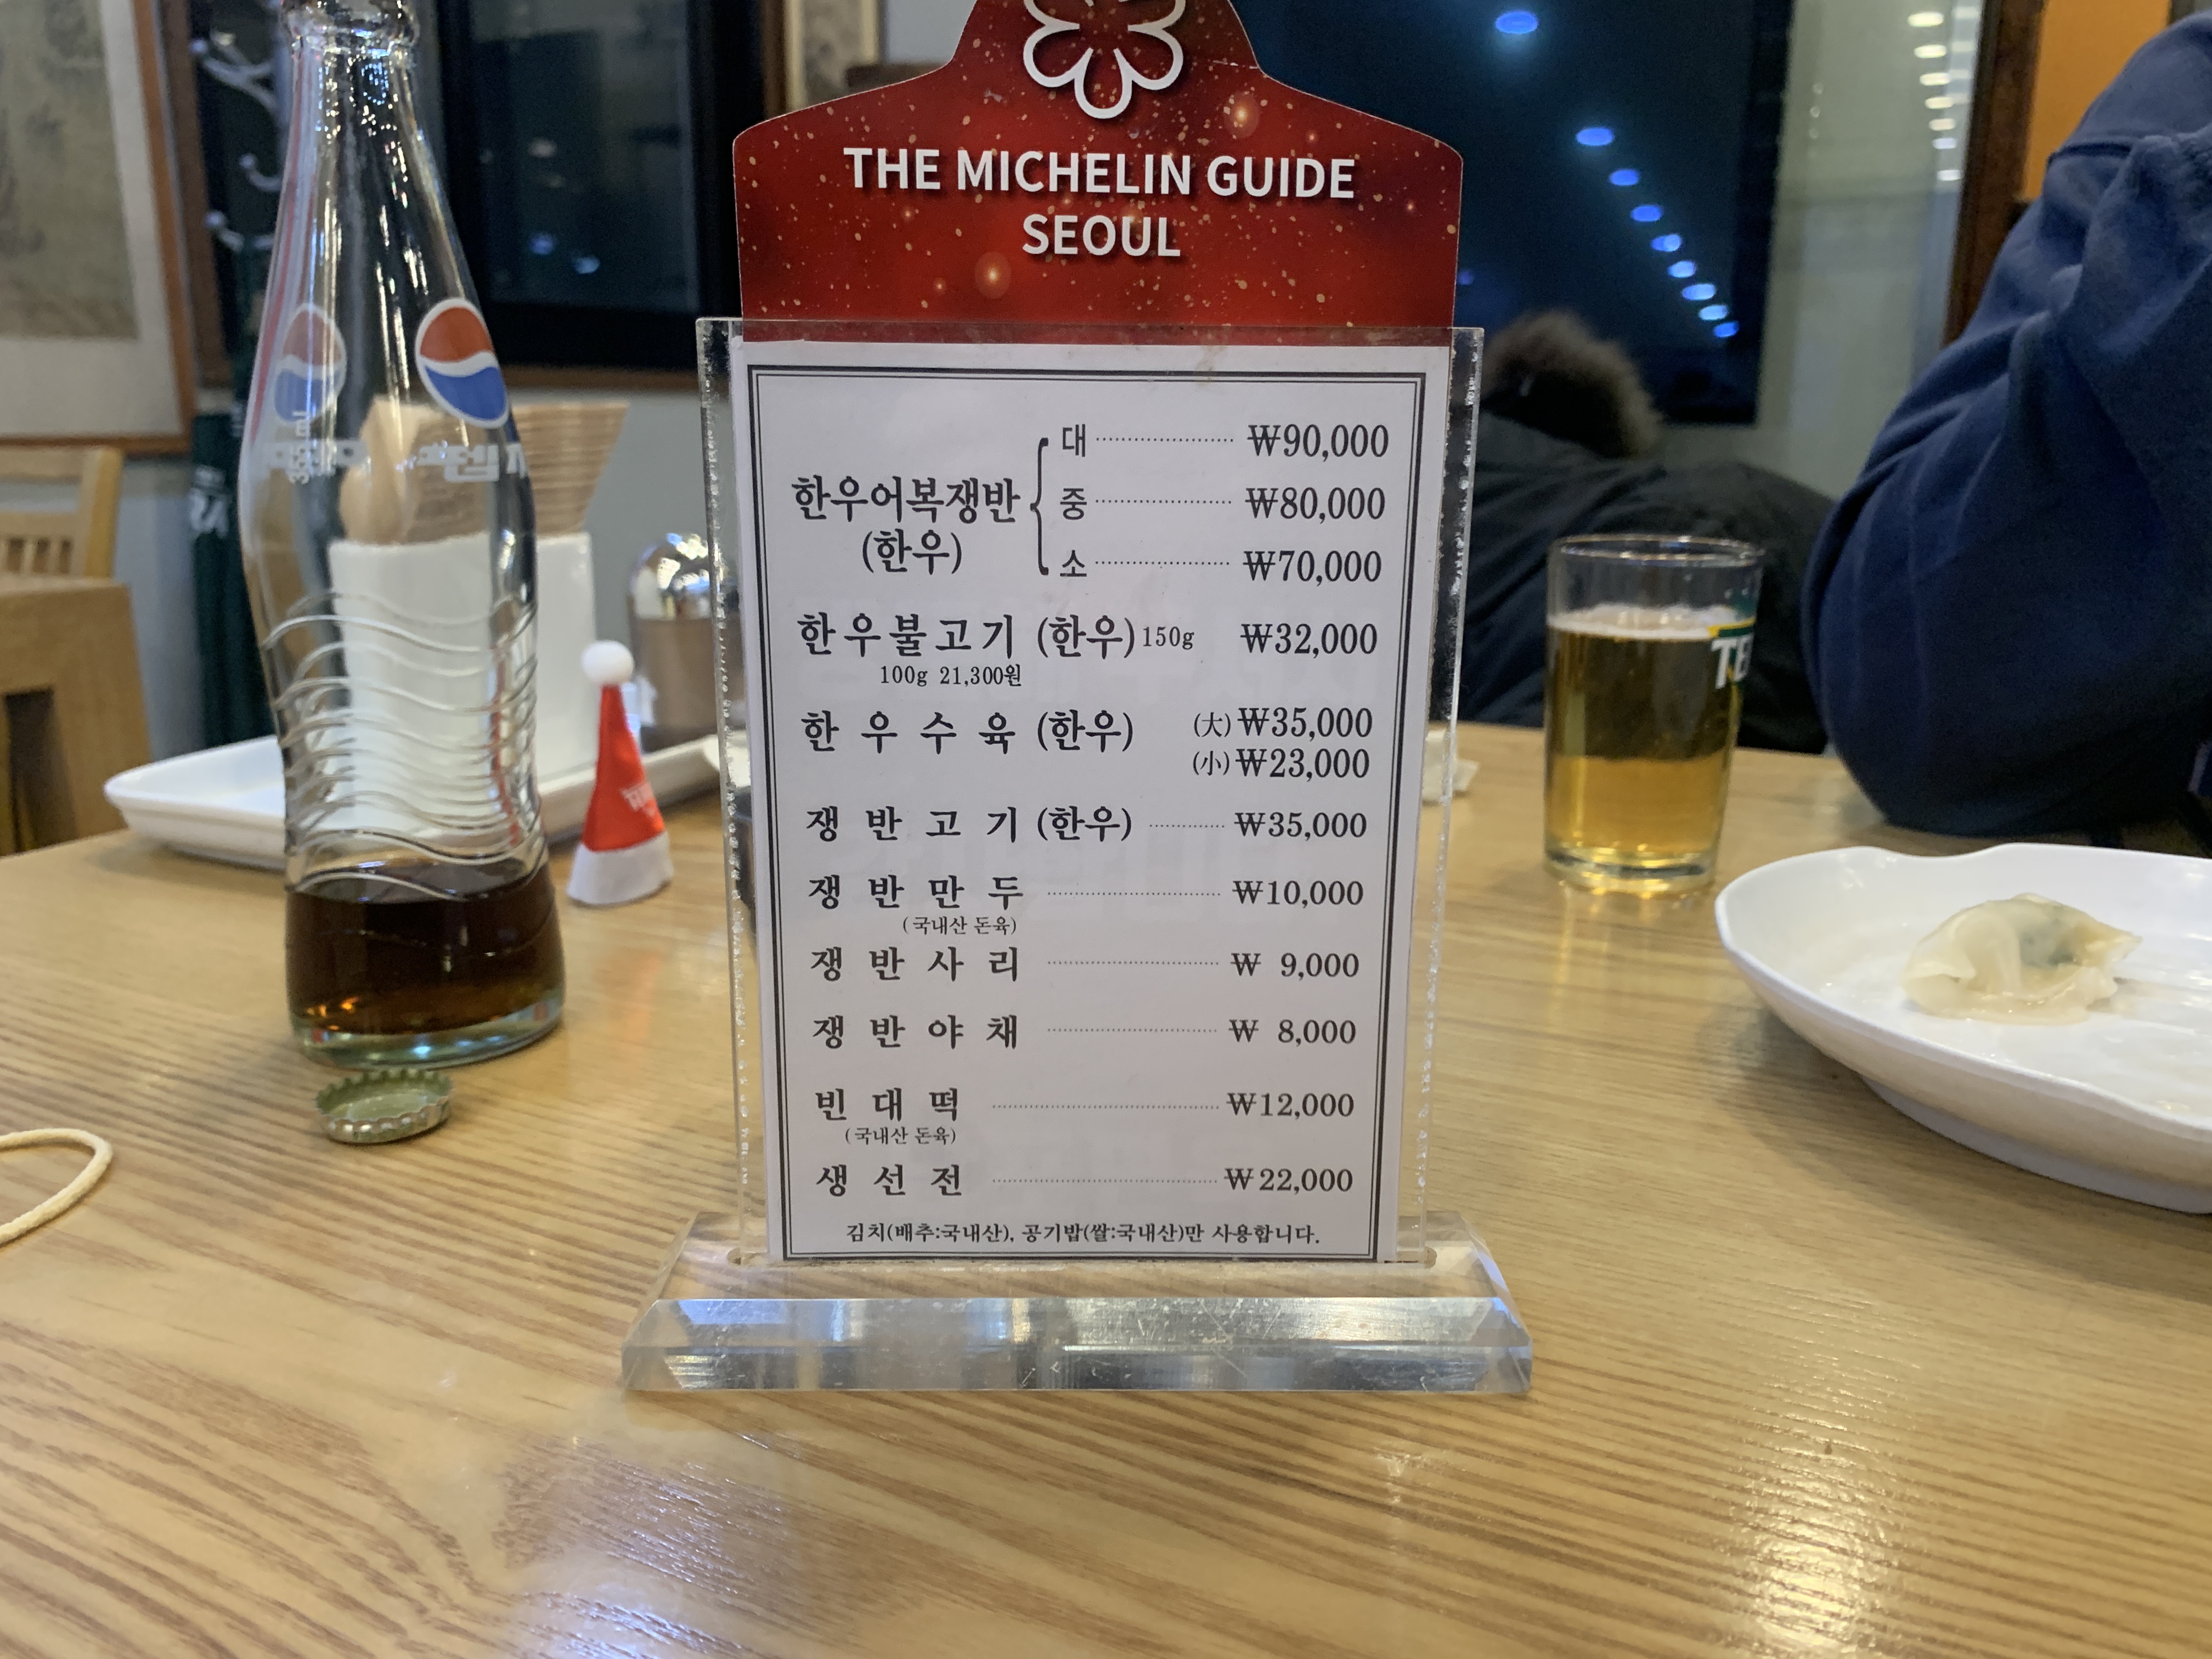 THE MICHELIN GUIDE
SEOUL
한우어복쟁반
(한우)
대 ₩90,000
중 ₩80,000
소 ₩70,000
한우불고기 (한우) 150g ₩32,000
100g 21,300원
한우수육 (한우) (大) ₩35,000
(小) ₩23,000
쟁반고기 (한우) ₩35,000
쟁반만두 ₩10,000
(국내산 돈육)
쟁반사리 ₩ 9,000
쟁반야채 ₩ 8,000
빈대떡 ₩12,000
(국내산 돈육)
생선전 ₩22,000
김치(배추:국내산), 공기밥(쌀:국내산)만 사용합니다.